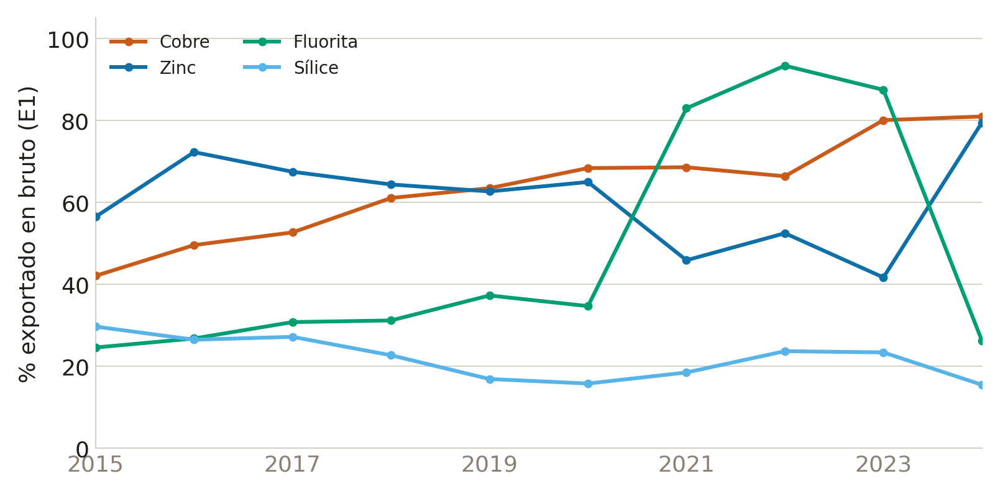 % exportado en bruto (E1)
100
80
60
40
20
0
Cobre
Zinc
Fluorita
Sílice
2015
2017
2019
2021
2023